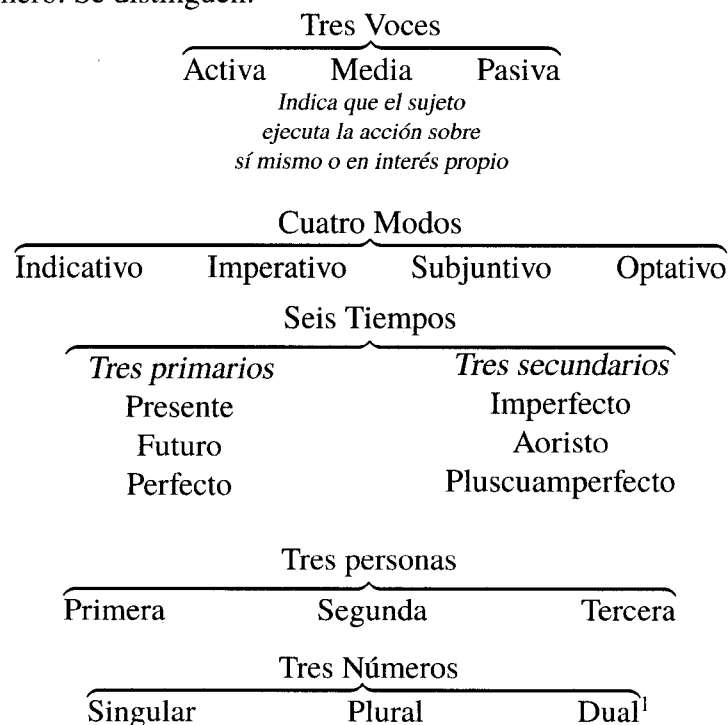 nero. Se distinguen:
Tres Voces
Activa Media Pasiva
Indica que el sujeto
ejecuta la acción sobre
sí mismo o en interés propio
Cuatro Modos
Indicativo Imperativo Subjuntivo Optativo
Seis Tiempos
Tres primarios Tres secundarios
Presente Imperfecto
Futuro Aoristo
Perfecto Pluscuamperfecto
Tres personas
Primera Segunda Tercera
Tres Números
Singular Plural Dual¹